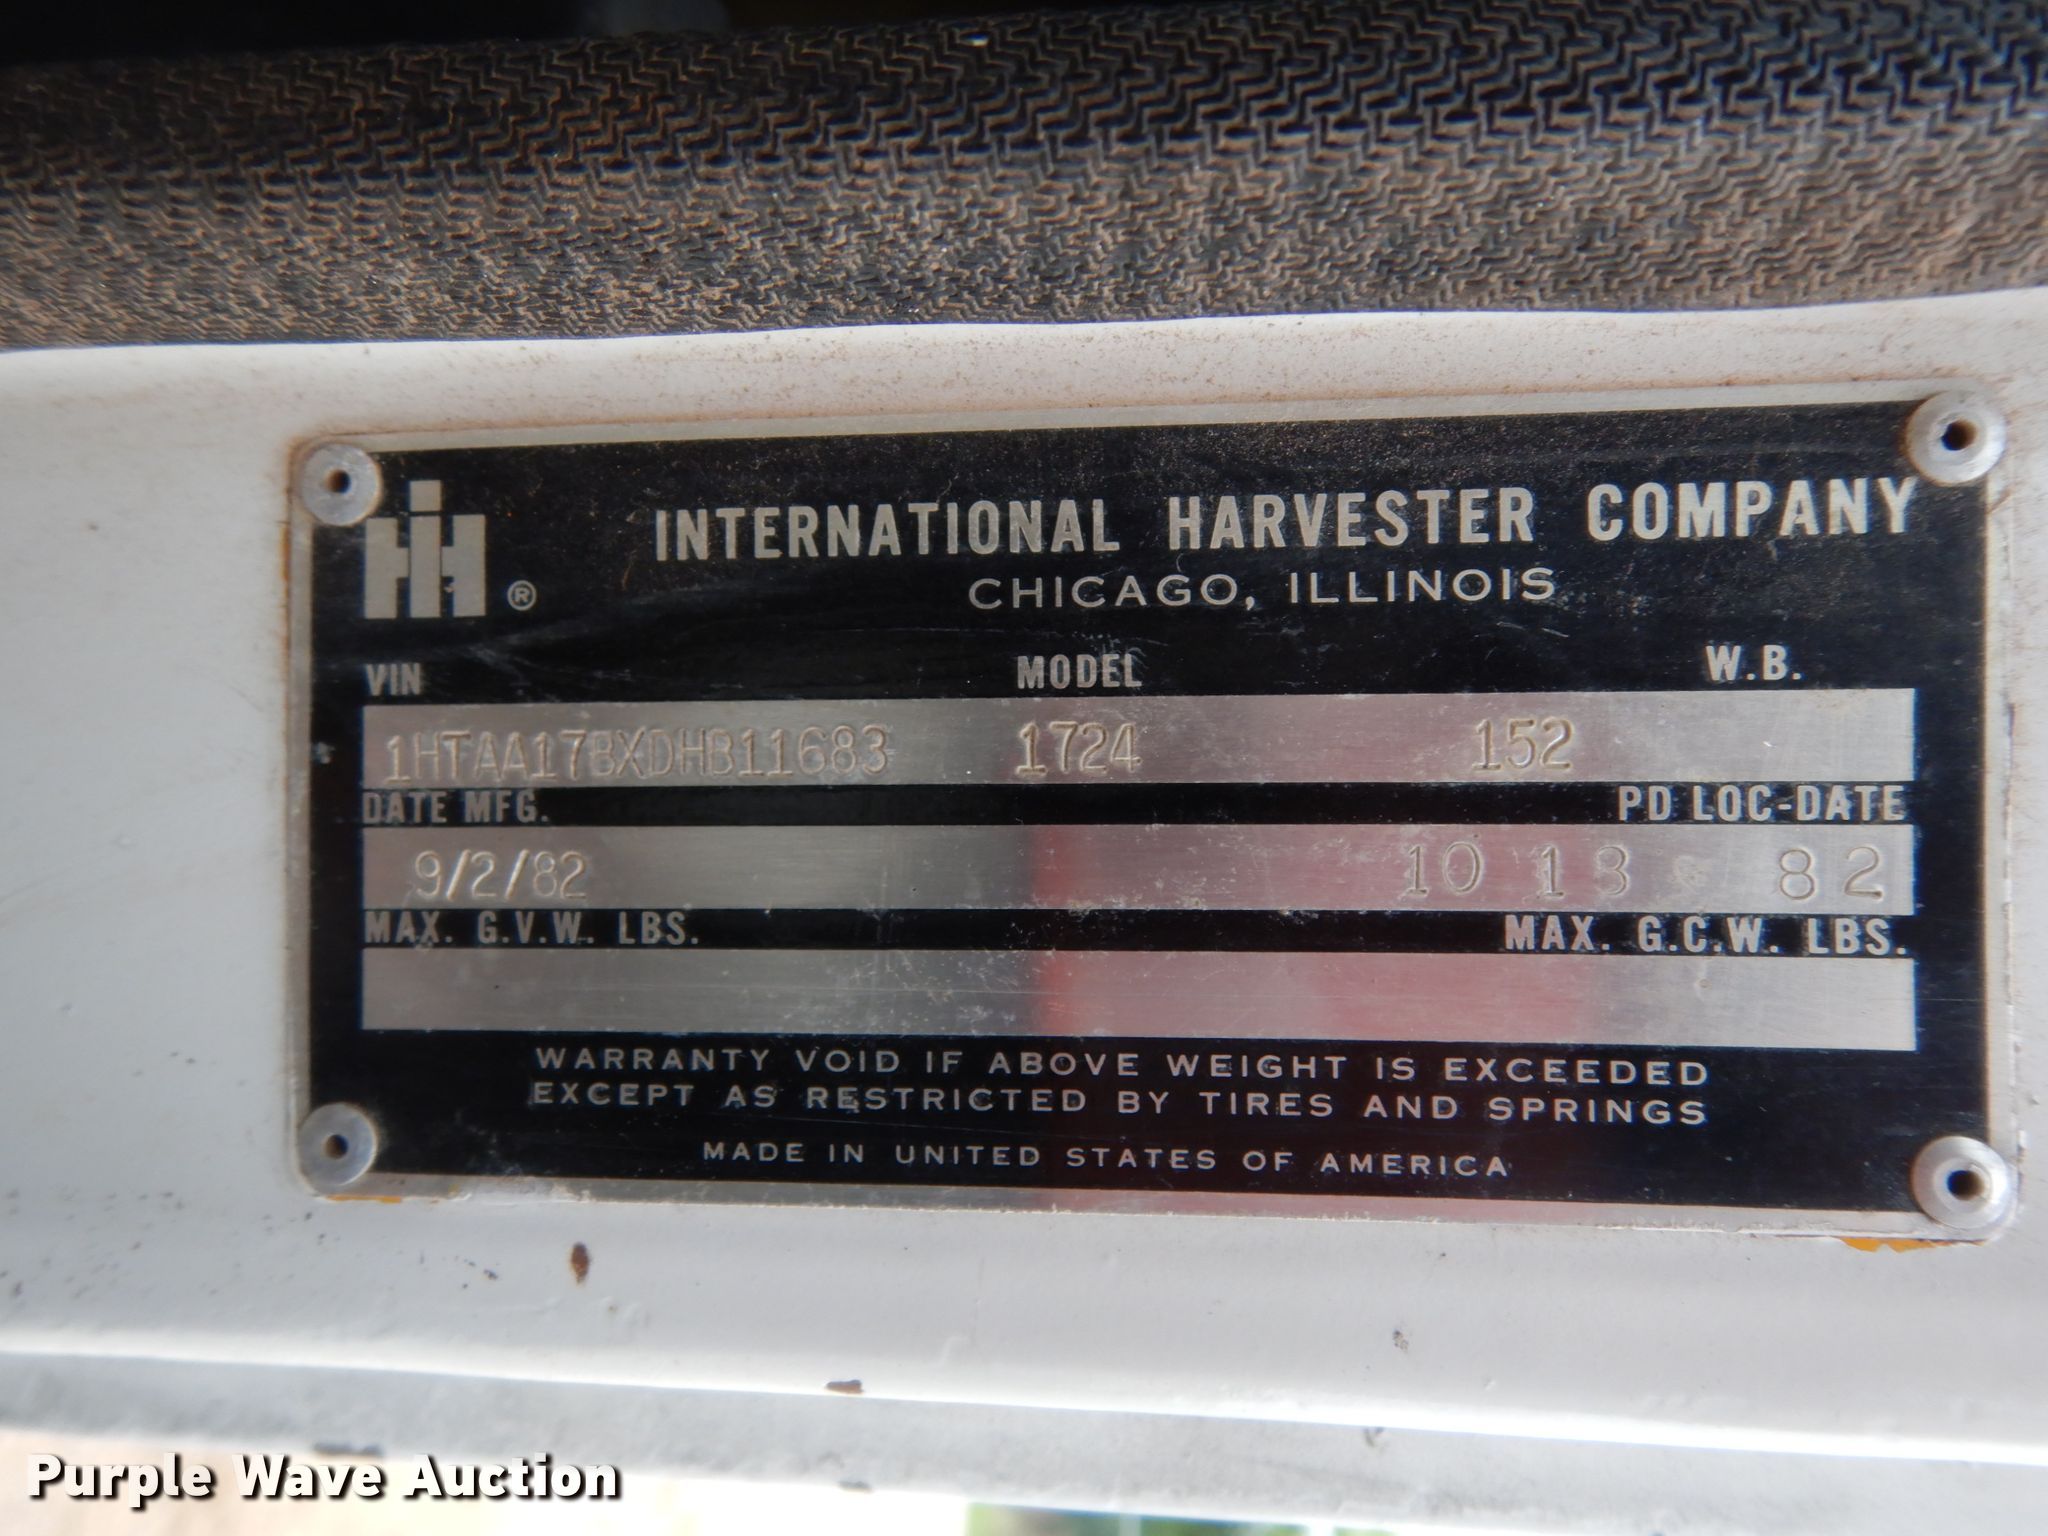 IH ®
INTERNATIONAL HARVESTER COMPANY
CHICAGO, ILLINOIS
VIN MODEL W.B.
1HTAA17BXDHB11683 1724 152
DATE MFG. PD LOC-DATE
9/2/82 10 13 82
MAX. G.V.W. LBS. MAX. G.C.W. LBS.
WARRANTY VOID IF ABOVE WEIGHT IS EXCEEDED
EXCEPT AS RESTRICTED BY TIRES AND SPRINGS
MADE IN UNITED STATES OF AMERICA
Purple Wave Auction